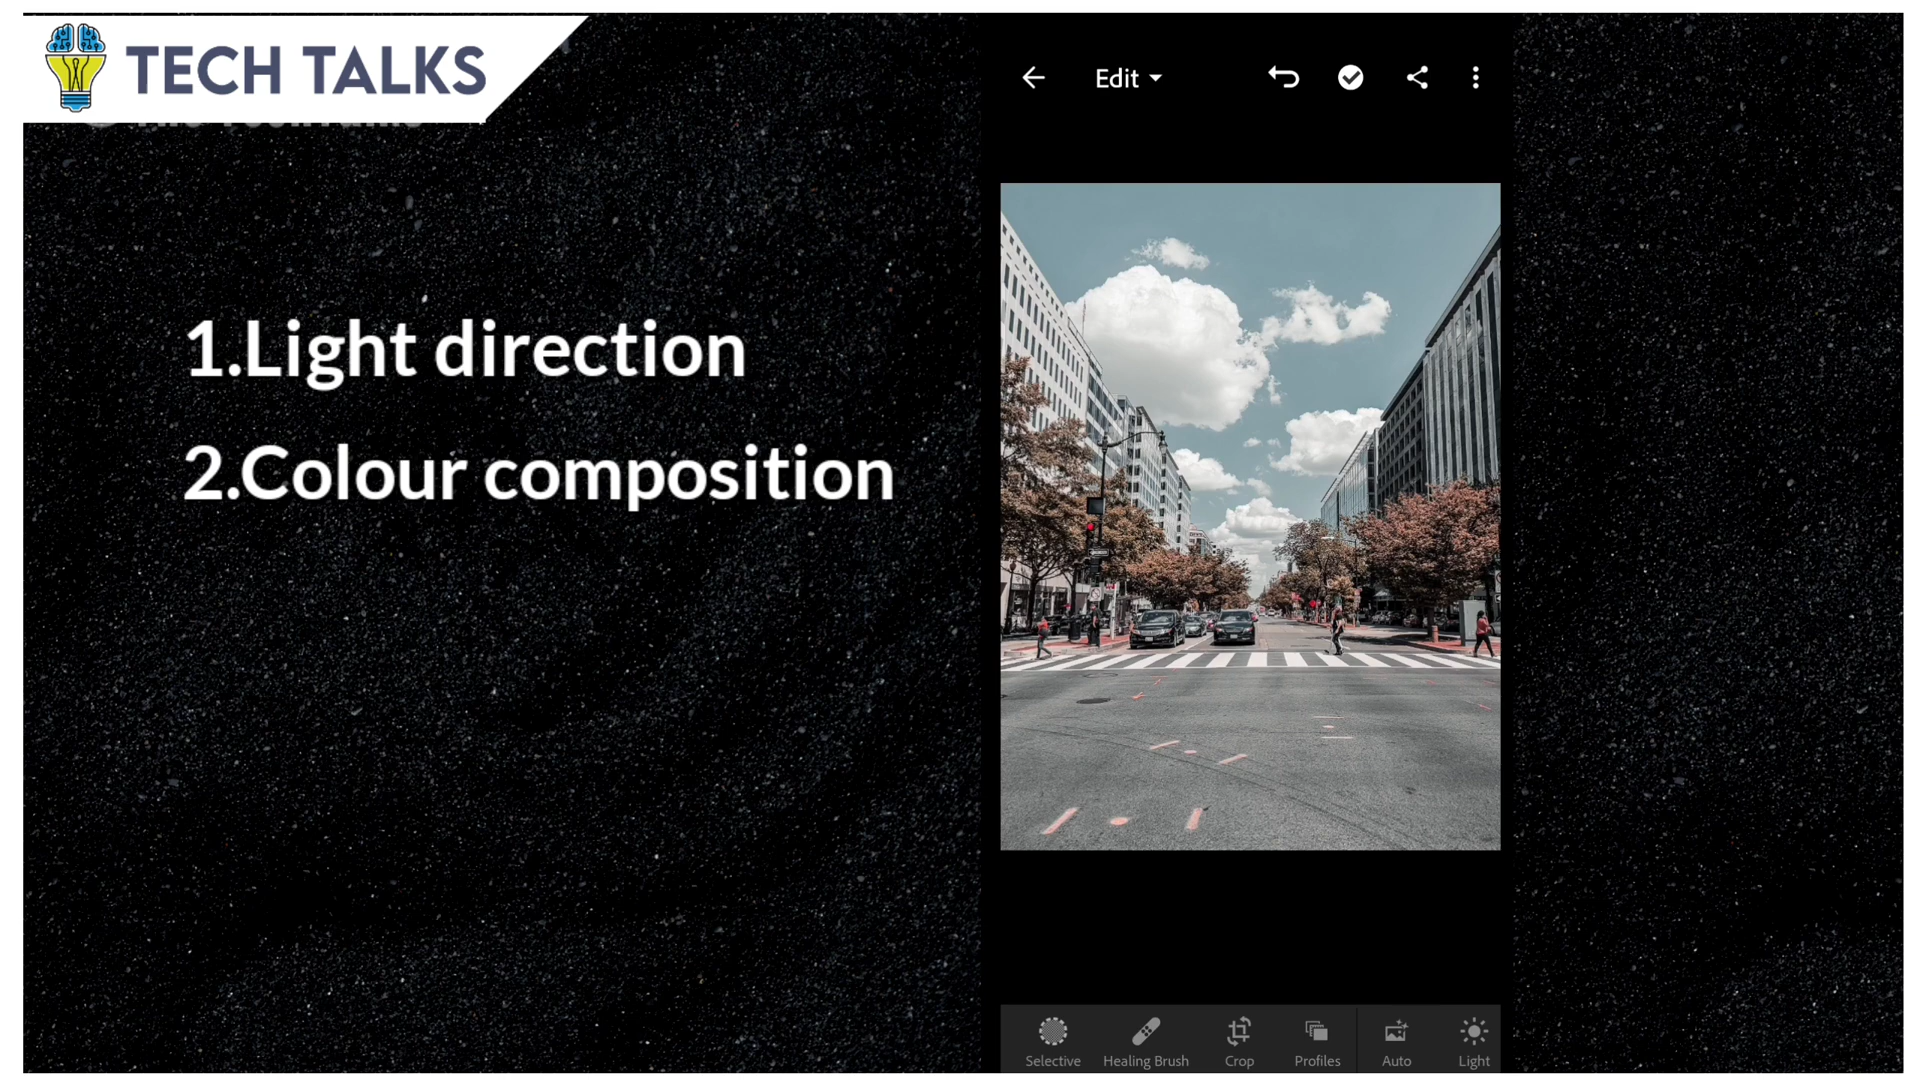 TECH TALKS
1.Light direction
2.Colour composition
Edit
Selective
Healing Brush
Crop
Profiles
Auto
Light